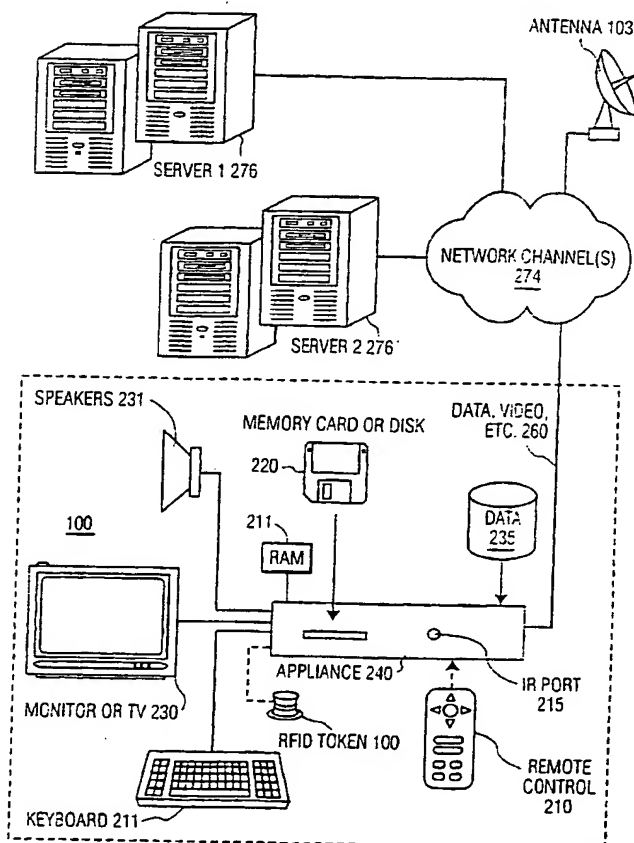 ANTENNA 103
SERVER 1 276
NETWORK CHANNEL(S)
274
SERVER 2 276
SPEAKERS 231
MEMORY CARD OR DISK
220
DATA, VIDEO,
ETC. 260
211
RAM
DATA
235
100
APPLIANCE 240
IR PORT
215
MONITOR OR TV 230
RFID TOKEN 100
REMOTE
CONTROL
210
KEYBOARD 211